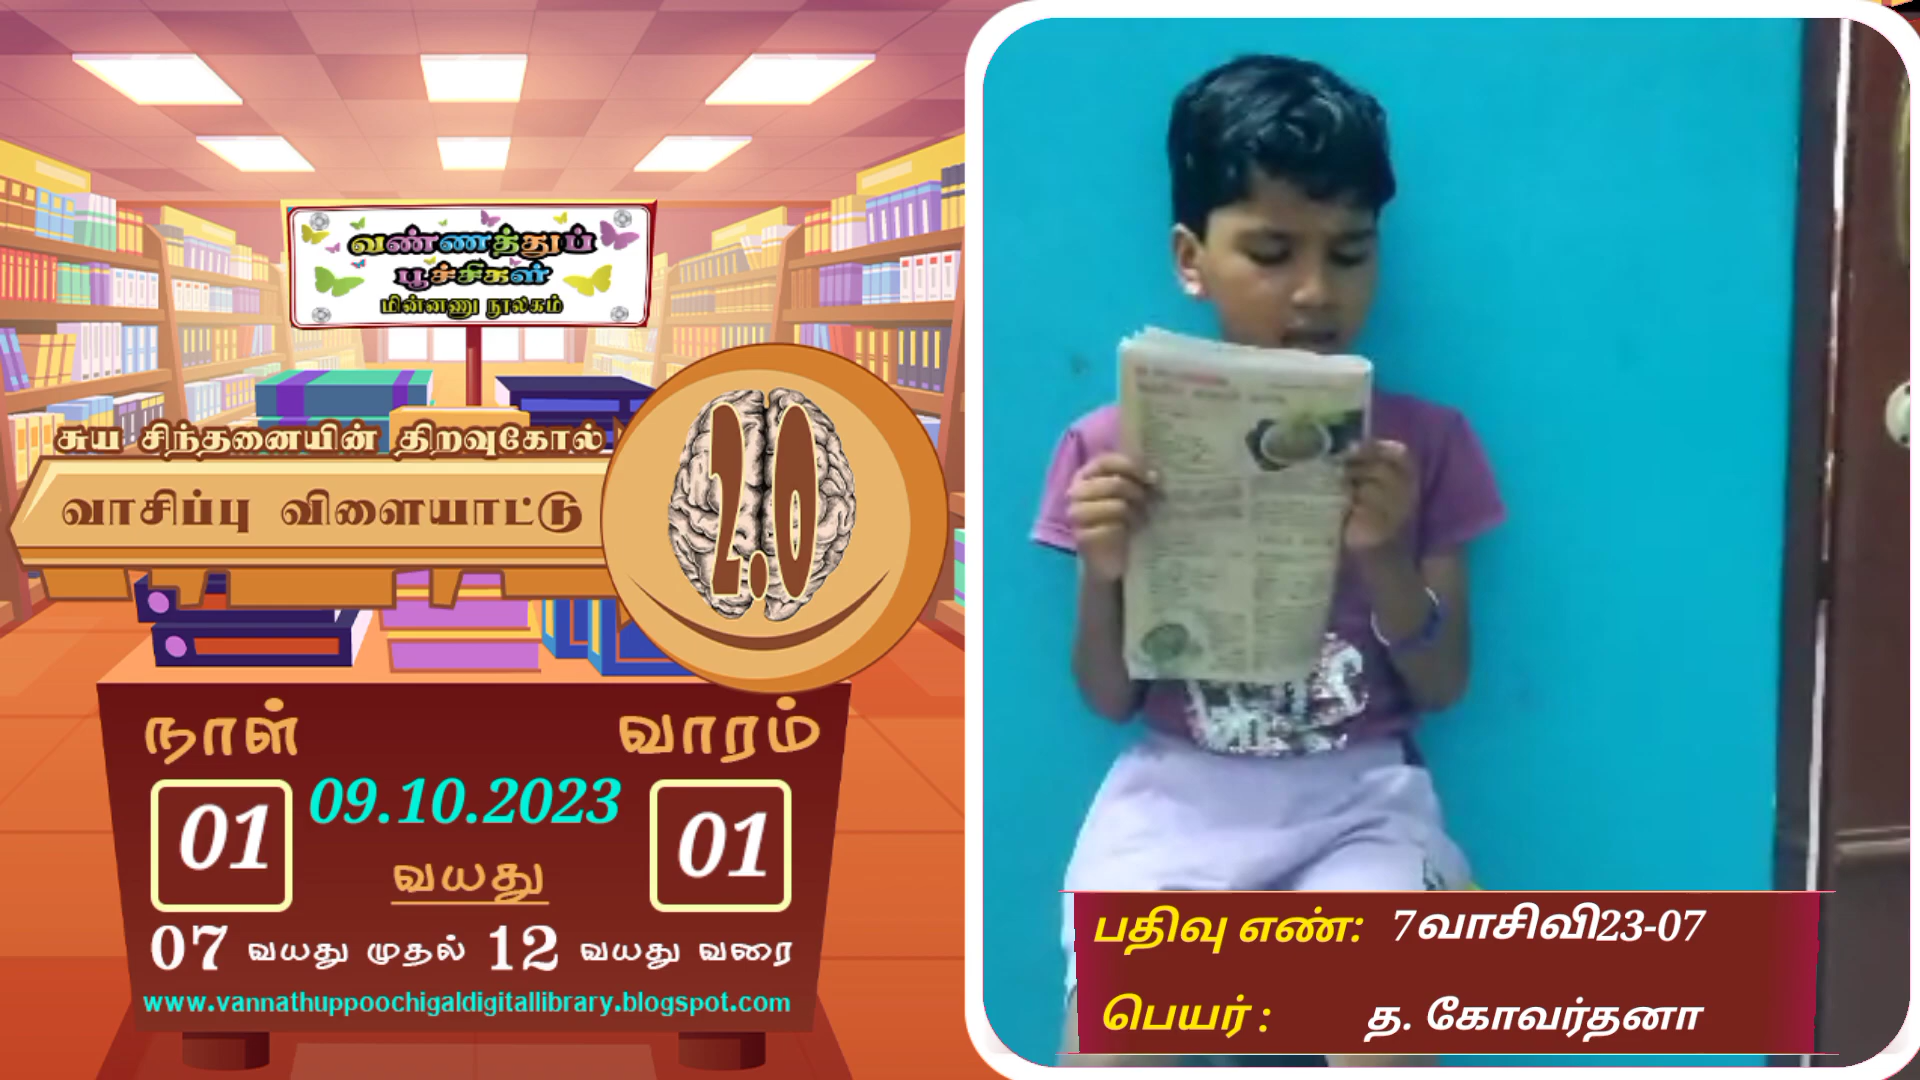 வண்ணத்துப்
பூச்சிகள்
மின்னணு நூலகம்
சுய சிந்தனையின் திறவுகோல்
வாசிப்பு விளையாட்டு
2.0
நாள்
வாரம்
01
09.10.2023
01
வயது
07 வயது முதல் 12 வயது வரை
www.vannathuppoochigaldigitallibrary.blogspot.com
பதிவு எண்: 7வாசிவி23-07
பெயர் : த. கோவர்தனா